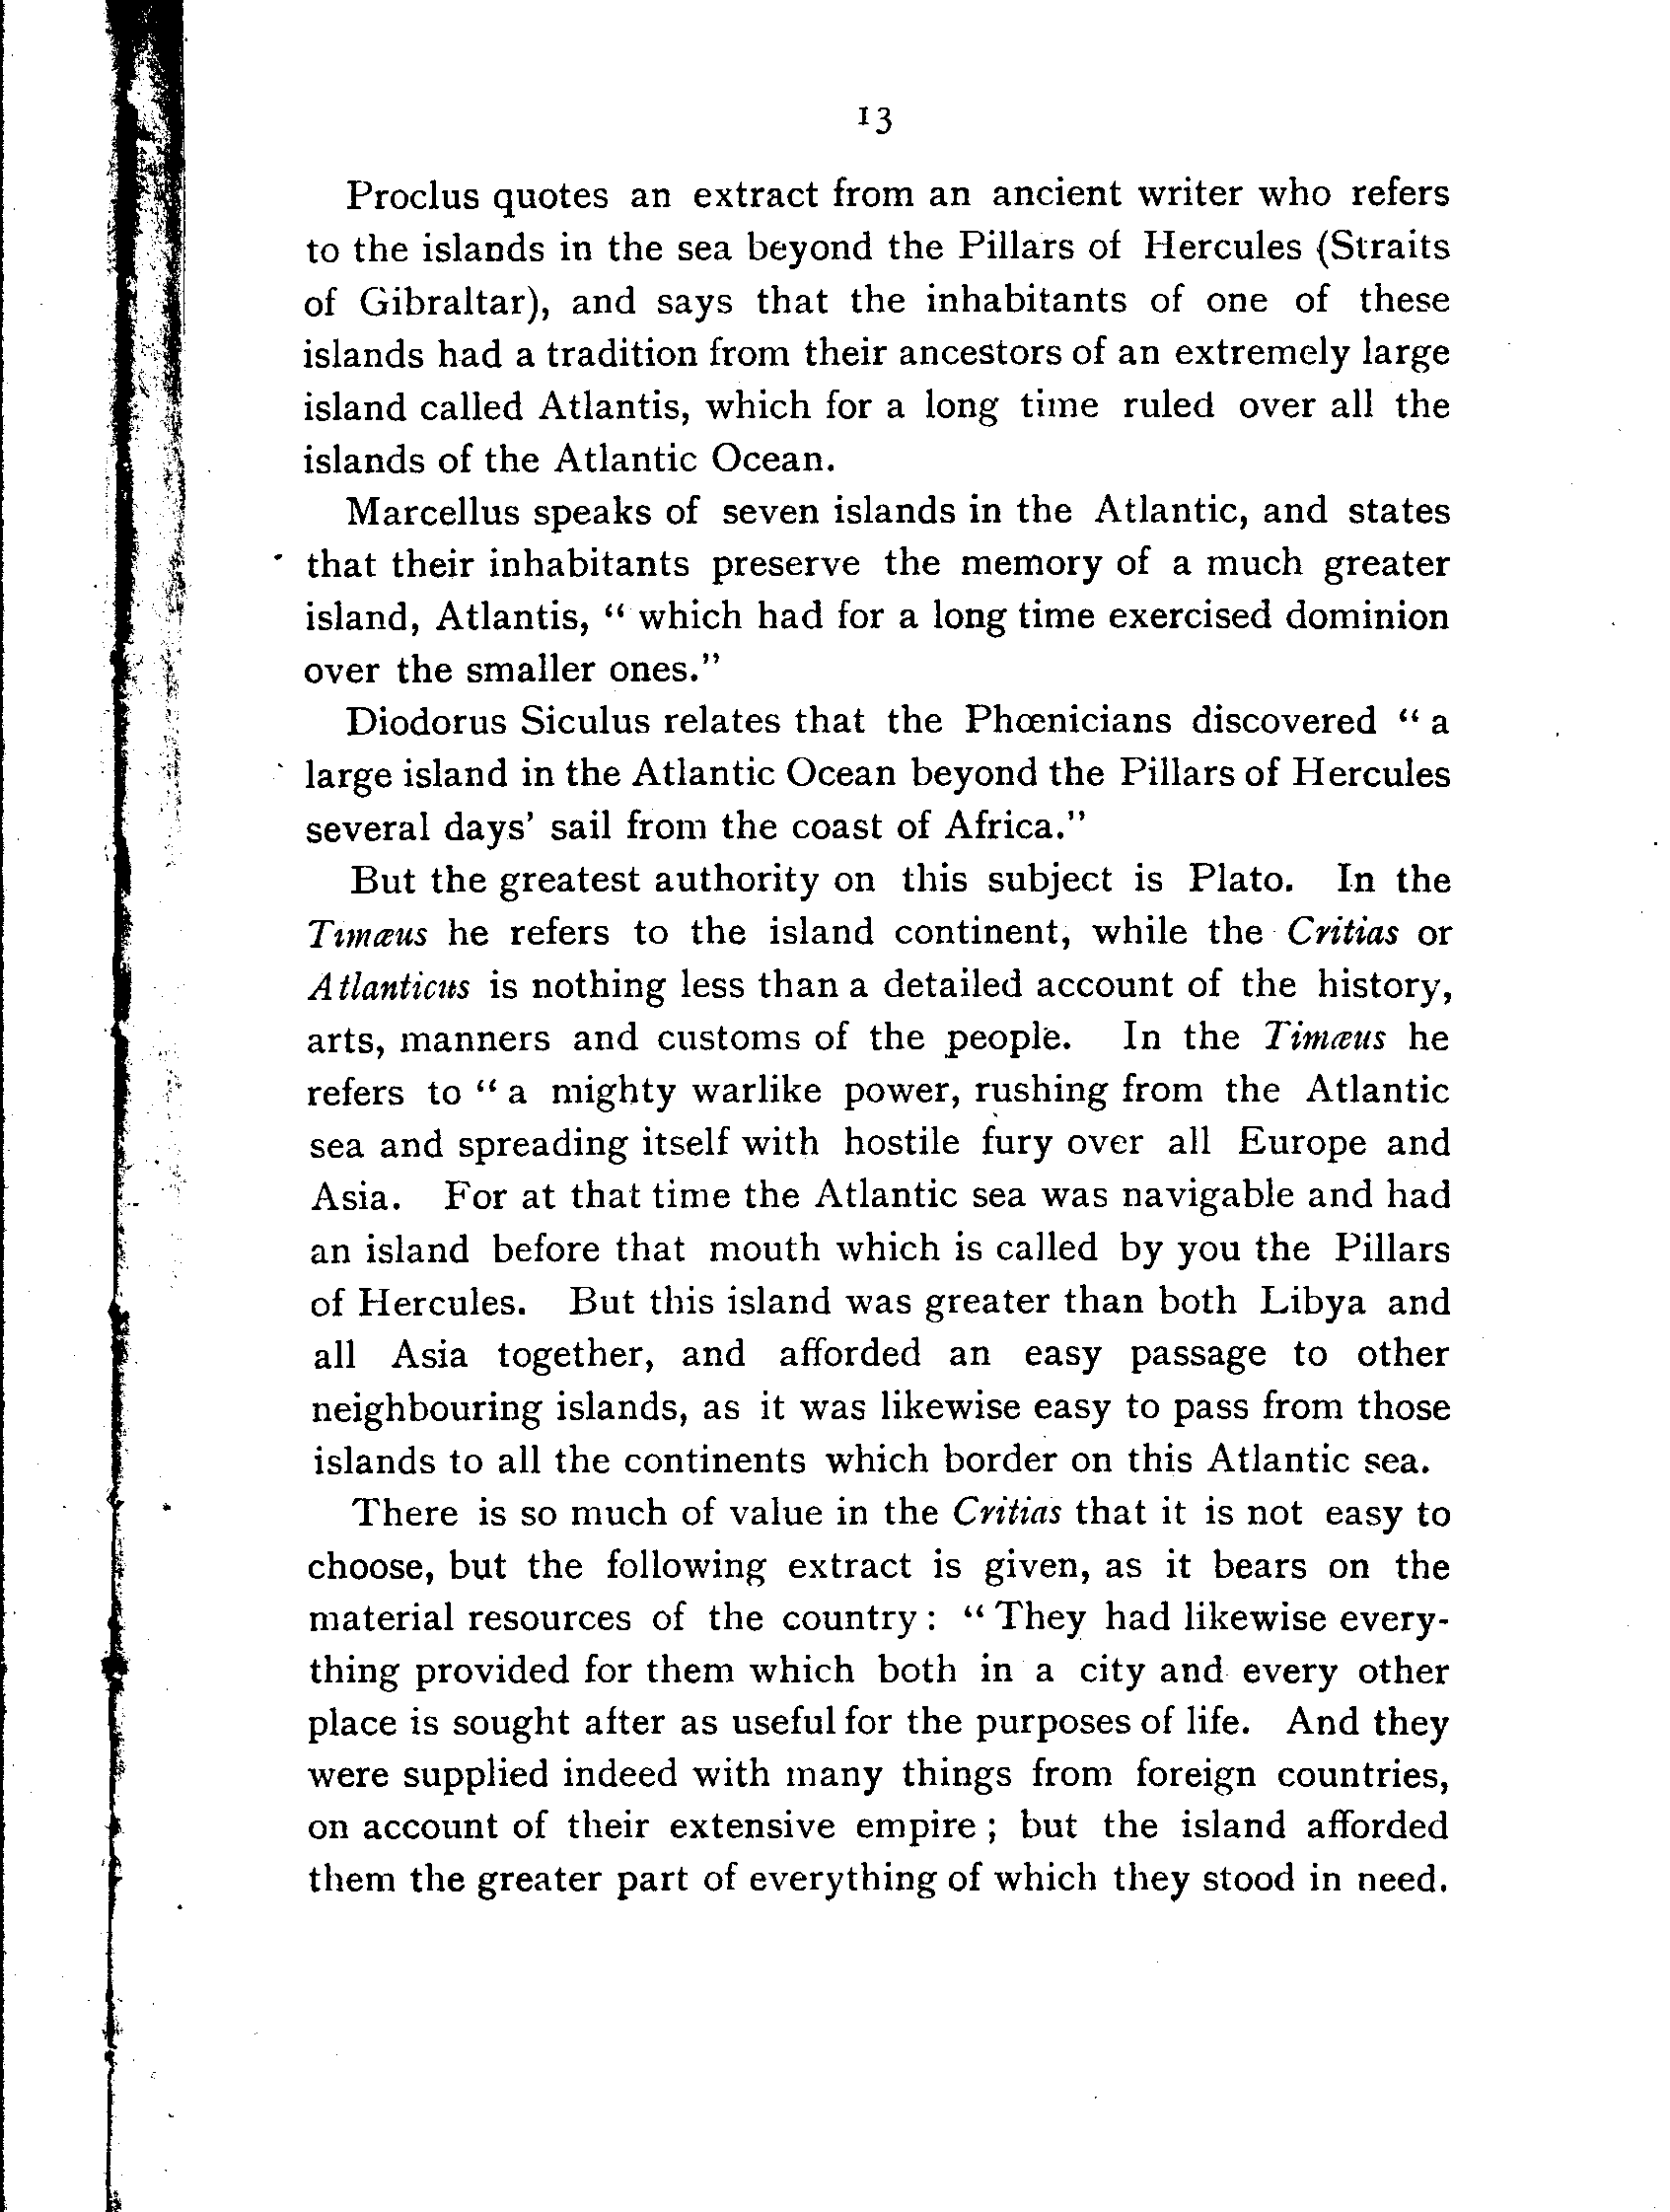 13
Proclus quotes an extract from an ancient writer who refers
to the islands in the sea beyond the Pillars of Hercules (Straits
of Gibraltar), and says that the inhabitants of one of these
islands had a tradition from their ancestors of an extremely large
island called Atlantis, which for a long time ruled over all the
islands of the Atlantic Ocean.
Marcellus speaks of seven islands in the Atlantic, and states
that their inhabitants preserve the memory of a much greater
island, Atlantis, “ which had for a long time exercised dominion
over the smaller ones.”
Diodorus Siculus relates that the Phœnicians discovered “ a
large island in the Atlantic Ocean beyond the Pillars of Hercules
several days’ sail from the coast of Africa.”
But the greatest authority on this subject is Plato. In the
Timæus he refers to the island continent, while the Critias or
Atlanticus is nothing less than a detailed account of the history,
arts, manners and customs of the people. In the Timæus he
refers to “ a mighty warlike power, rushing from the Atlantic
sea and spreading itself with hostile fury over all Europe and
Asia. For at that time the Atlantic sea was navigable and had
an island before that mouth which is called by you the Pillars
of Hercules. But this island was greater than both Libya and
all Asia together, and afforded an easy passage to other
neighbouring islands, as it was likewise easy to pass from those
islands to all the continents which border on this Atlantic sea.
There is so much of value in the Critias that it is not easy to
choose, but the following extract is given, as it bears on the
material resources of the country : “ They had likewise every-
thing provided for them which both in a city and every other
place is sought after as useful for the purposes of life. And they
were supplied indeed with many things from foreign countries,
on account of their extensive empire ; but the island afforded
them the greater part of everything of which they stood in need.